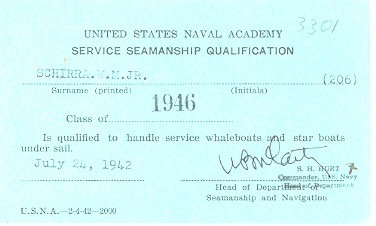 3301
UNITED STATES NAVAL ACADEMY
SERVICE SEAMANSHIP QUALIFICATION
SCHIRRA.W.M.JR. (206)
Surname (printed) (Initials)
Class of 1946
Is qualified to handle service whaleboats and star boats
under sail.
July 24, 1942
S. H. HURT
Commander, U.S. Navy
Head of Department
Head of Department of
Seamanship and Navigation
U.S.N.A.—2-4-42—2000